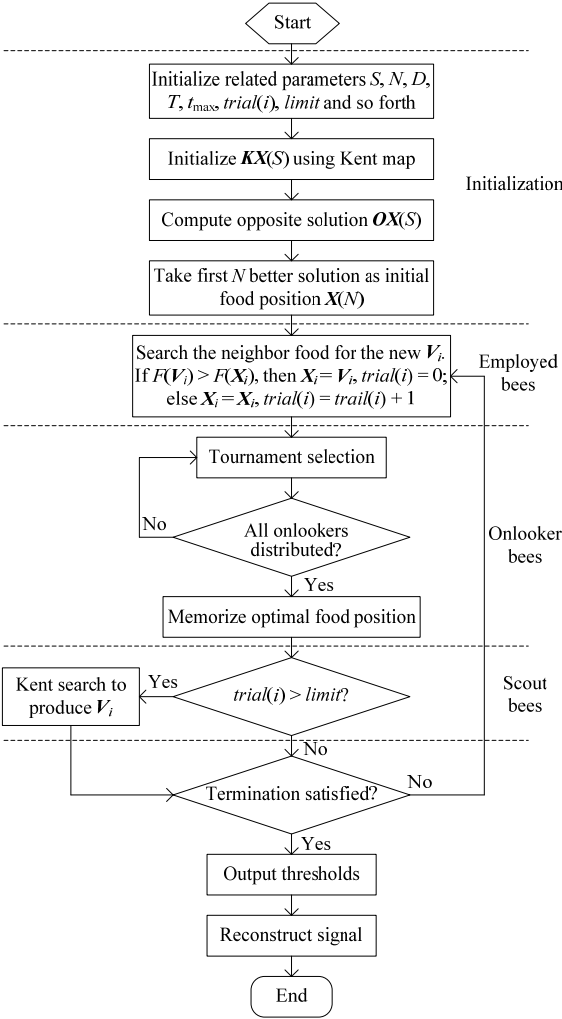 Start
Initialize related parameters S, N, D,
T, tmax, trial(i), limit and so forth
Initialize KX(S) using Kent map
Initialization
Compute opposite solution OX(S)
Take first N better solution as initial
food position X(N)
Search the neighbor food for the new Vi.
If F(Vi) > F(Xi), then Xi = Vi, trial(i) = 0;
else Xi = Xi, trial(i) = trail(i) + 1
Employed
bees
Tournament selection
No
All onlookers
distributed?
Onlooker
bees
Yes
Memorize optimal food position
Kent search to
produce Vi
Yes
trial(i) > limit?
Scout
bees
No
Termination satisfied?
No
Yes
Output thresholds
Reconstruct signal
End